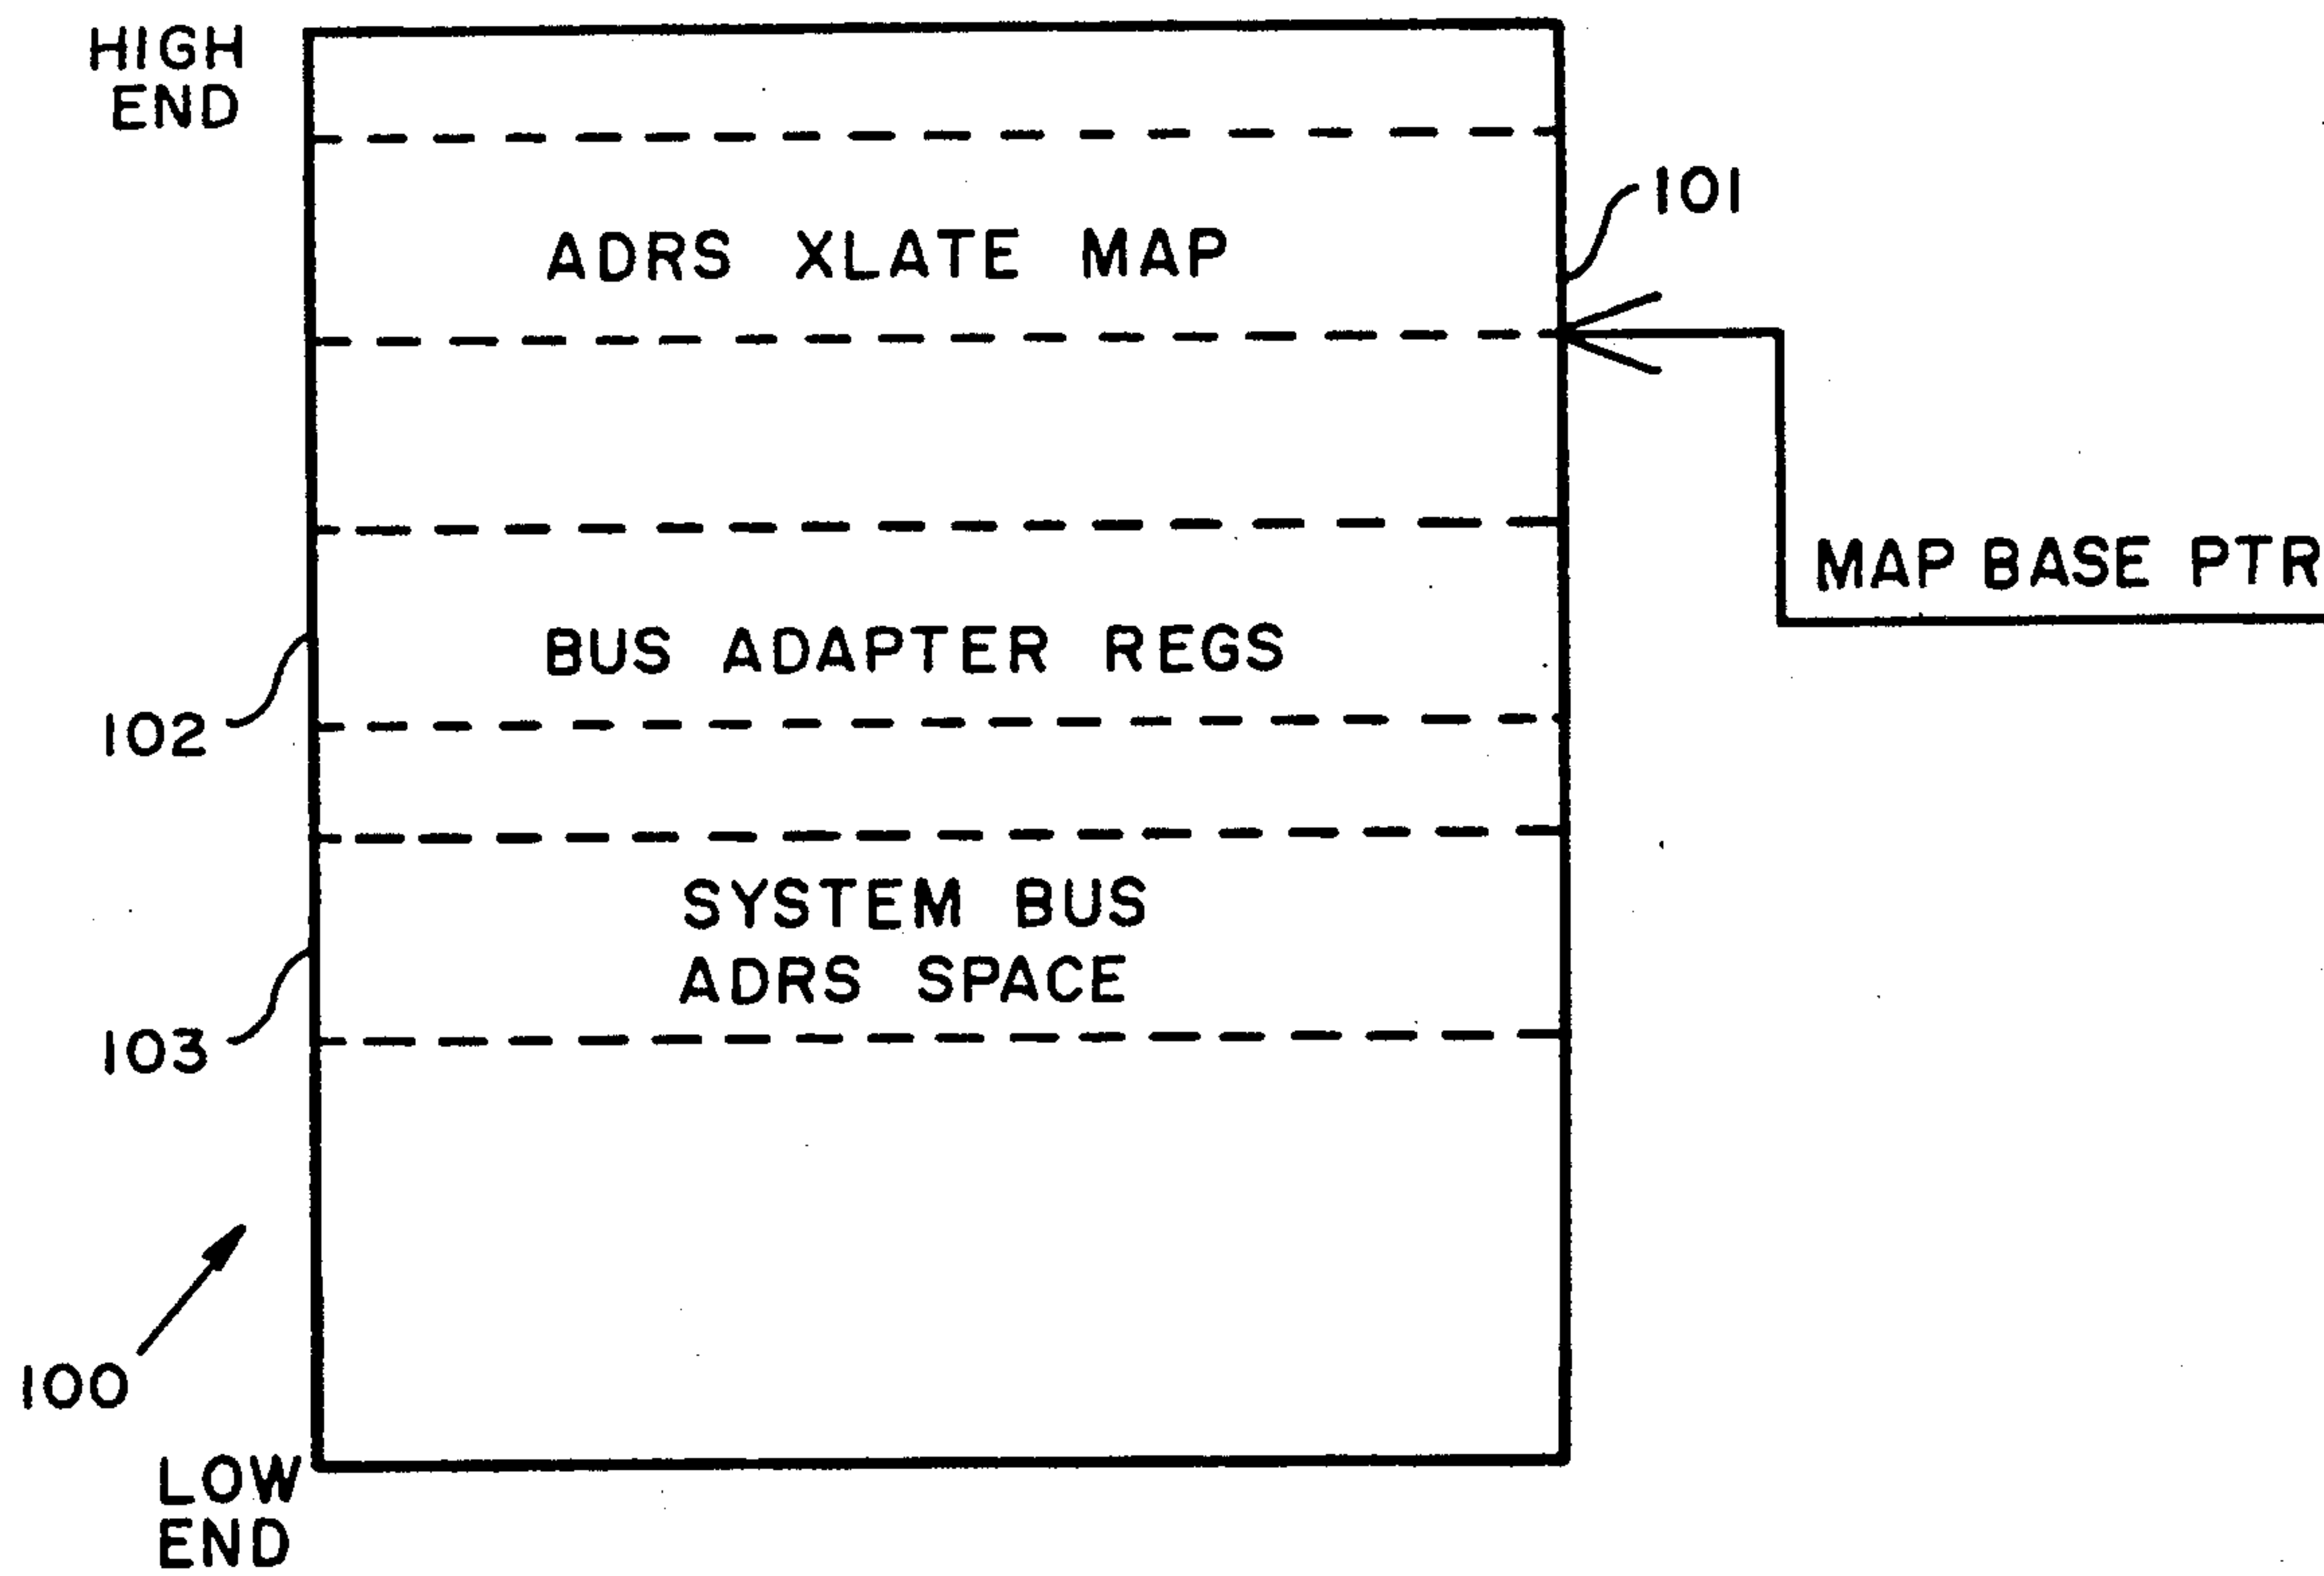 HIGH
END
101
ADRS XLATE MAP
MAP BASE PTR
BUS ADAPTER REGS
102
SYSTEM BUS
ADRS SPACE
103
100
LOW
END